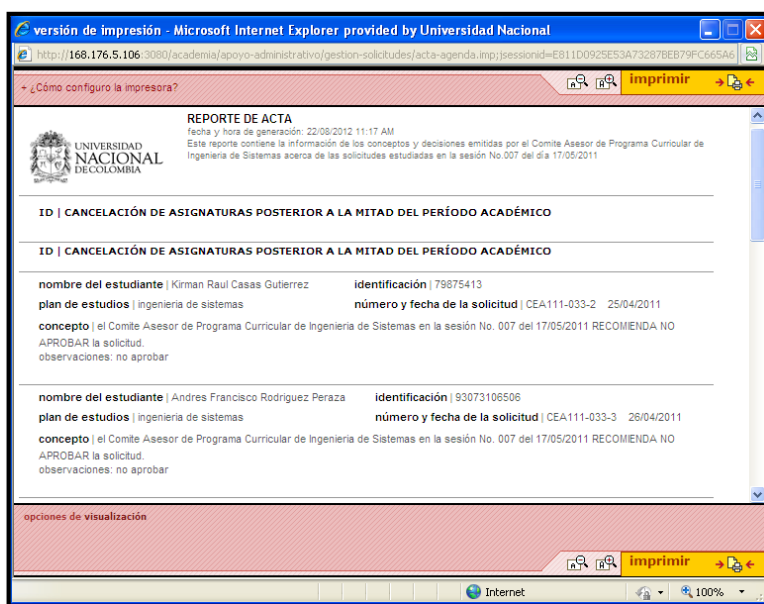 versión de impresión - Microsoft Internet Explorer provided by Universidad Nacional
http://168.176.5.106:3080/academia/apoyo-administrativo/gestion-solicitudes/acta-agenda.imp;jsessionid=E811D0925E53A73287BEB79FC665A6
+ ¿Cómo configuro la impresora?
imprimir
UNIVERSIDAD
NACIONAL
DE COLOMBIA
REPORTE DE ACTA
fecha y hora de generación: 22/08/2012 11:17 AM
Este reporte contiene la información de los conceptos y decisiones emitidas por el Comite Asesor de Programa Curricular de
Ingenieria de Sistemas acerca de las solicitudes estudiadas en la sesión No.007 del día 17/05/2011
ID | CANCELACIÓN DE ASIGNATURAS POSTERIOR A LA MITAD DEL PERÍODO ACADÉMICO
ID | CANCELACIÓN DE ASIGNATURAS POSTERIOR A LA MITAD DEL PERÍODO ACADÉMICO
nombre del estudiante | Kirman Raul Casas Gutierrez identificación | 79875413
plan de estudios | ingenieria de sistemas número y fecha de la solicitud | CEA111-033-2 25/04/2011
concepto | el Comite Asesor de Programa Curricular de Ingenieria de Sistemas en la sesión No. 007 del 17/05/2011 RECOMIENDA NO
APROBAR la solicitud.
observaciones: no aprobar
nombre del estudiante | Andres Francisco Rodriguez Peraza identificación | 93073106506
plan de estudios | ingenieria de sistemas número y fecha de la solicitud | CEA111-033-3 26/04/2011
concepto | el Comite Asesor de Programa Curricular de Ingenieria de Sistemas en la sesión No. 007 del 17/05/2011 RECOMIENDA NO
APROBAR la solicitud.
observaciones: no aprobar
opciones de visualización
imprimir
Internet
100%